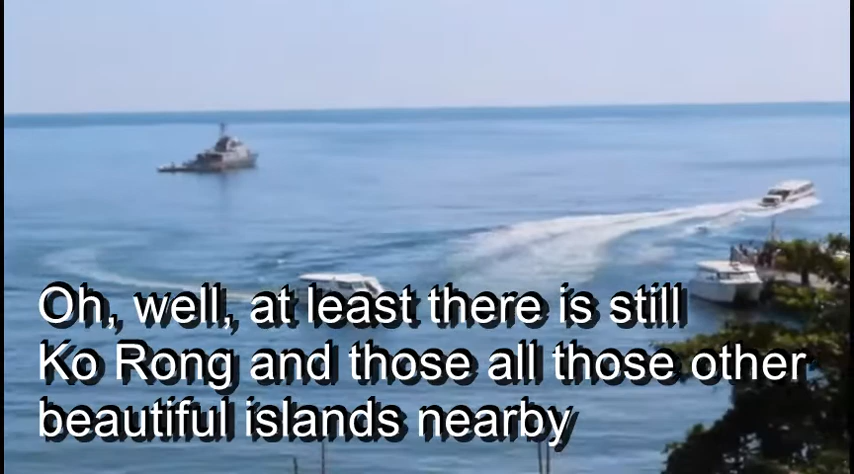 Oh, well, at least there is still
Ko Rong and those all those other
beautiful islands nearby